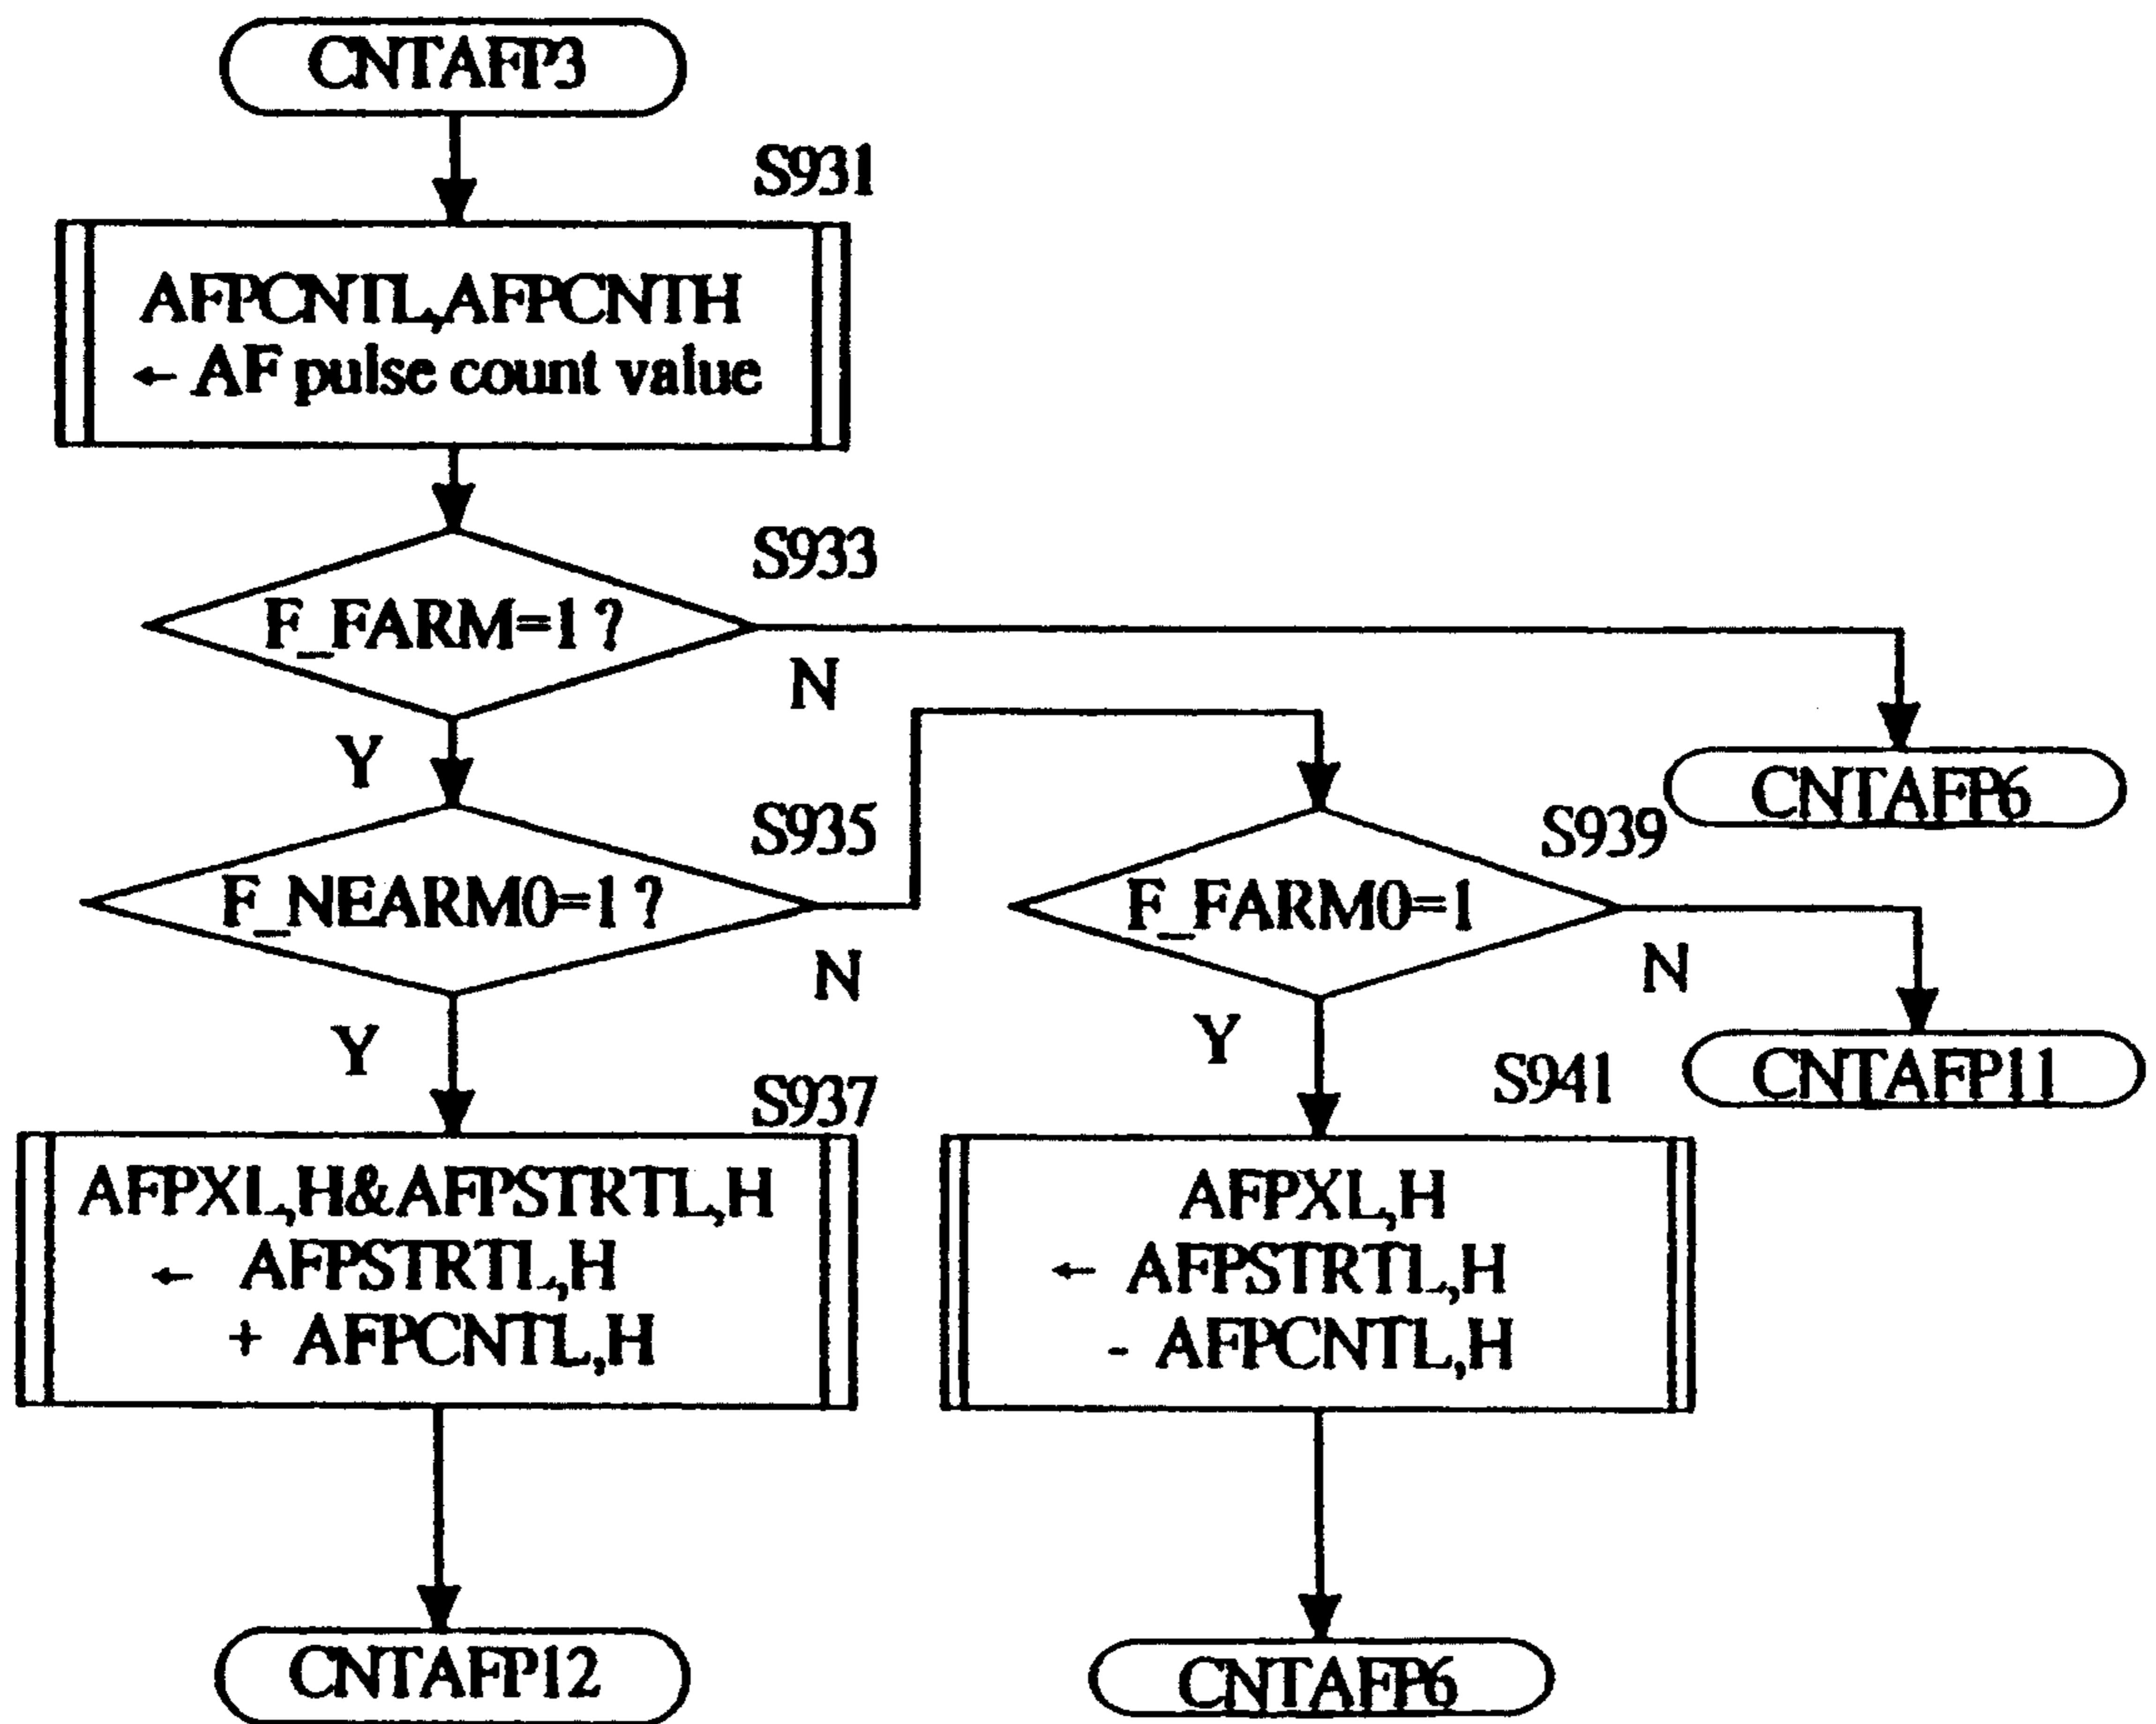 CNTAFP3
S931
AFPCNTL,AFPCNTH
← AF pulse count value
S933
F_FARM=1 ?
N
Y
CNTAFP6
S935
F_NEARM0=1 ?
N
S939
F_FARM0=1
N
Y
Y
CNTAFP11
S937
AFPXL,H&AFPSTRTL,H
← AFPSTRTL,H
+ AFPCNTL,H
S941
AFPXL,H
← AFPSTRTL,H
- AFPCNTL,H
CNTAFP12
CNTAFP6